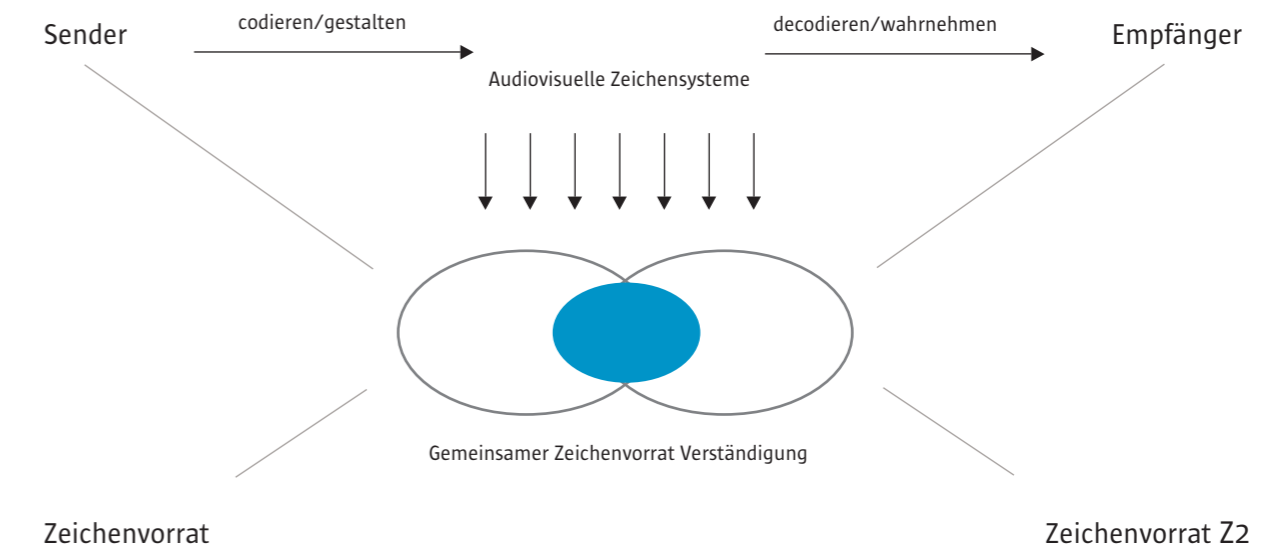 Sender
codieren/gestalten
decodieren/wahrnehmen
Empfänger
Audiovisuelle Zeichensysteme
Gemeinsamer Zeichenvorrat Verständigung
Zeichenvorrat
Zeichenvorrat Z2